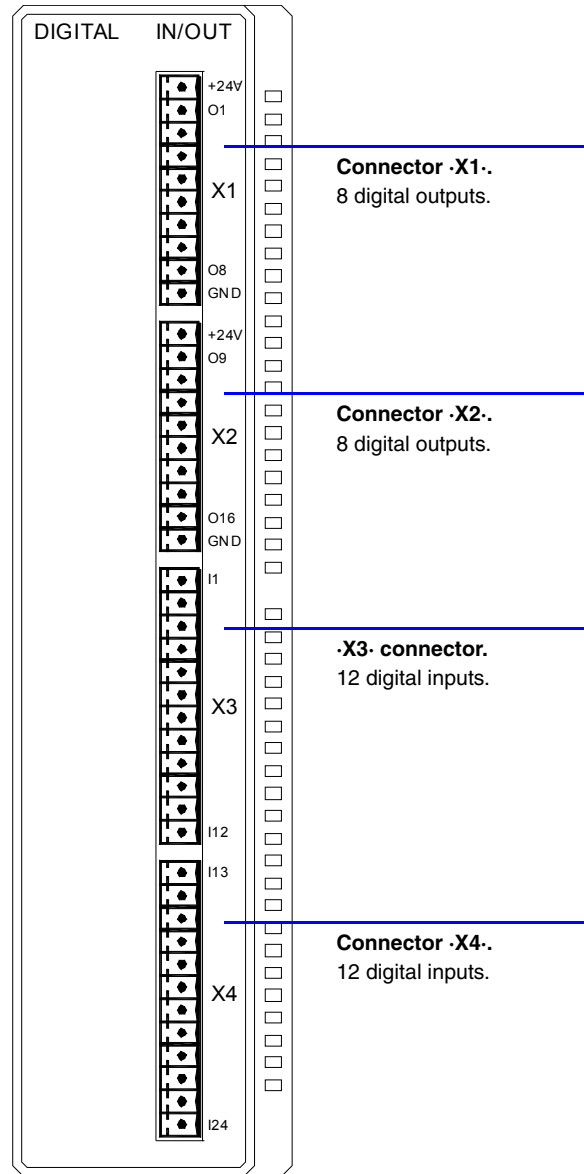 DIGITAL IN/OUT
+24V
O1
X1
O8
GND
Connector ·X1·.
8 digital outputs.
+24V
O9
X2
O16
GND
Connector ·X2·.
8 digital outputs.
I1
X3
I12
·X3· connector.
12 digital inputs.
I13
X4
I24
Connector ·X4·.
12 digital inputs.